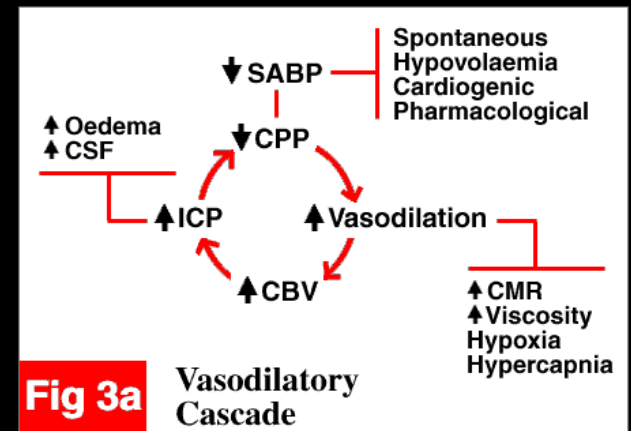 Spontaneous
↓ SABP
Hypovolaemia
Cardiogenic
Pharmacological
↑ Oedema
↑ CSF
↓ CPP
↑ ICP
↑ Vasodilation
↑ CBV
↑ CMR
↑ Viscosity
Hypoxia
Hypercapnia
Fig 3a
Vasodilatory
Cascade